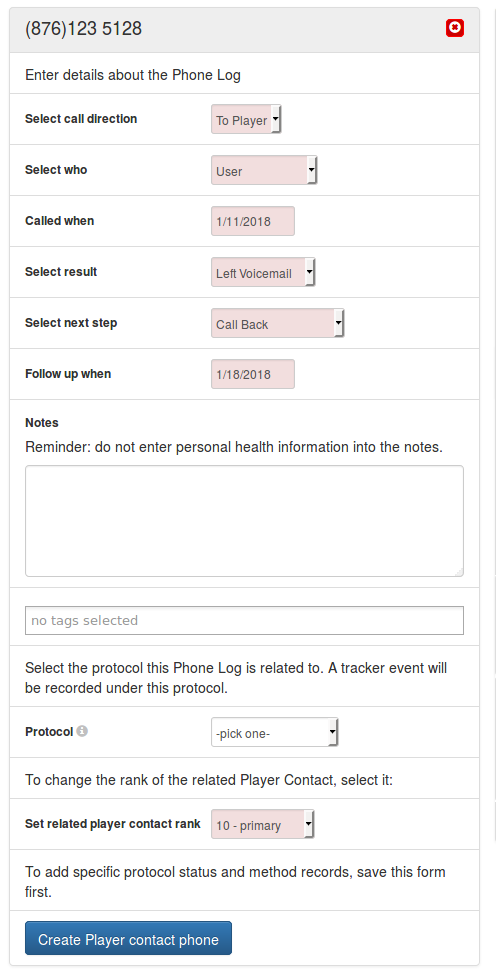 (876)123 5128
Enter details about the Phone Log
Select call direction To Player
Select who User
Called when 1/11/2018
Select result Left Voicemail
Select next step Call Back
Follow up when 1/18/2018
Notes
Reminder: do not enter personal health information into the notes.
no tags selected
Select the protocol this Phone Log is related to. A tracker event will
be recorded under this protocol.
Protocol -pick one-
To change the rank of the related Player Contact, select it:
Set related player contact rank 10 - primary
To add specific protocol status and method records, save this form
first.
Create Player contact phone